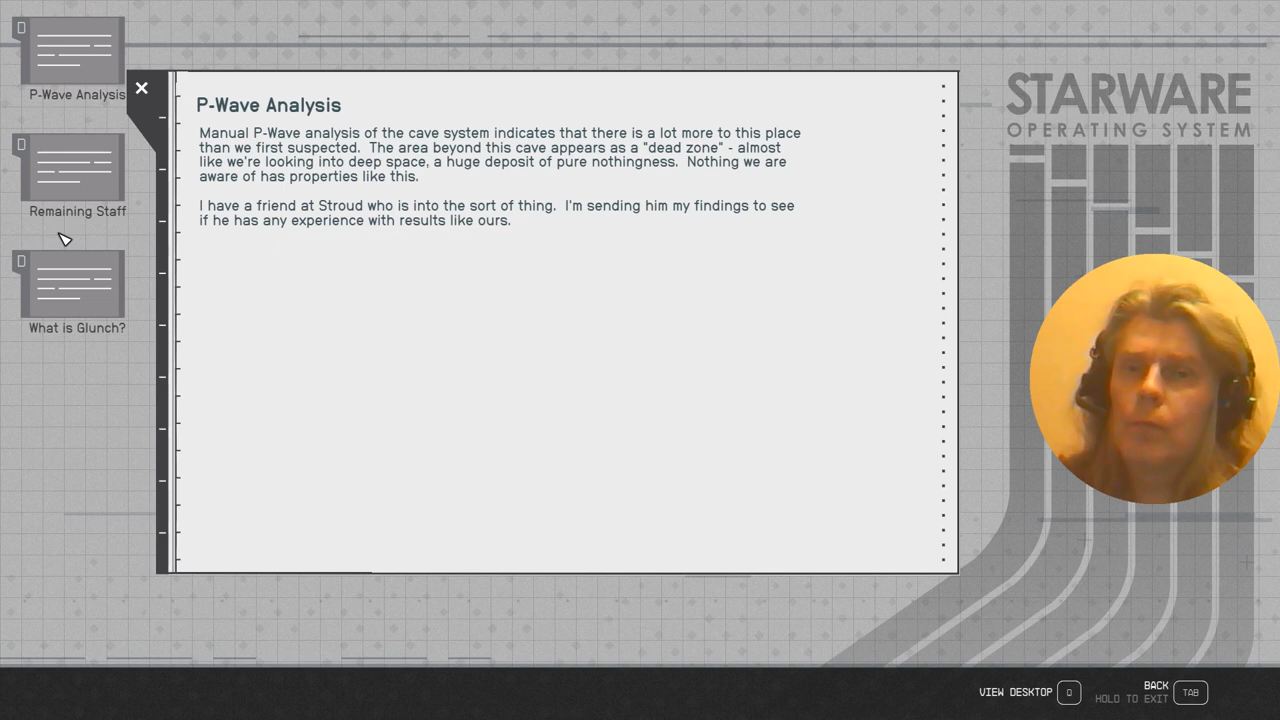 P-Wave Analysis
Remaining Staff
What is Glunch?
P-Wave Analysis
Manual P-Wave analysis of the cave system indicates that there is a lot more to this place
than we first suspected.  The area beyond this cave appears as a "dead zone" - almost
like we're looking into deep space, a huge deposit of pure nothingness.  Nothing we are
aware of has properties like this.
I have a friend at Stroud who is into the sort of thing.  I'm sending him my findings to see
if he has any experience with results like ours.
STARWARE
OPERATING SYSTEM
VIEW DESKTOP Q
BACK
HOLD TO EXIT TAB